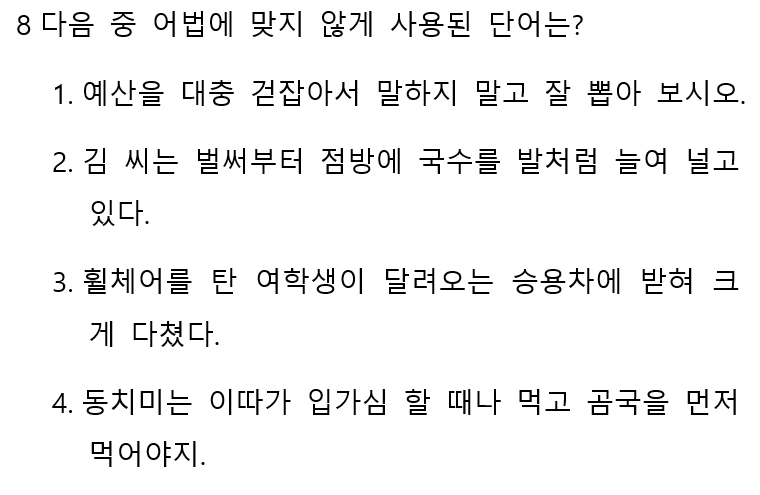 8 다음 중 어법에 맞지 않게 사용된 단어는?
1. 예산을 대충 걷잡아서 말하지 말고 잘 뽑아 보시오.
2. 김 씨는 벌써부터 점방에 국수를 발처럼 늘여 널고
있다.
3. 휠체어를 탄 여학생이 달려오는 승용차에 받혀 크
게 다쳤다.
4. 동치미는 이따가 입가심 할 때나 먹고 곰국을 먼저
먹어야지.